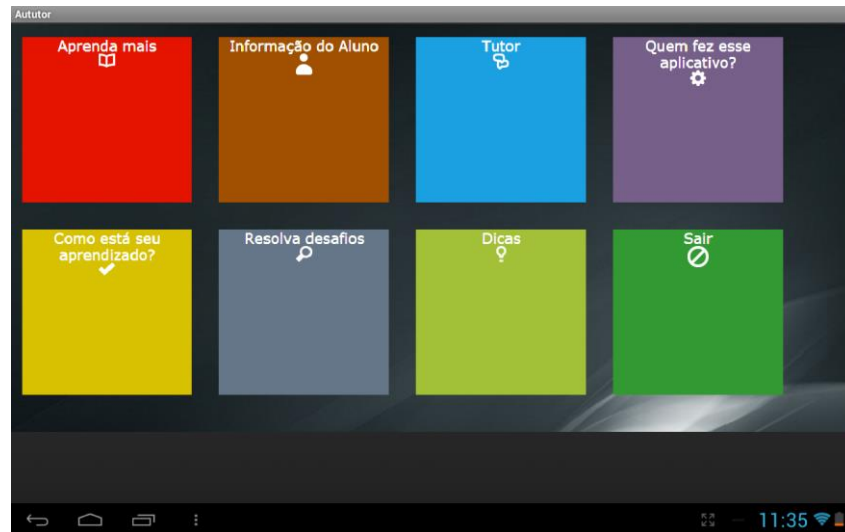 Aututor
Aprenda mais
Informação do Aluno
Tutor
Quem fez esse
aplicativo?
Como está seu
aprendizado?
Resolva desafios
Dicas
Sair
11:35